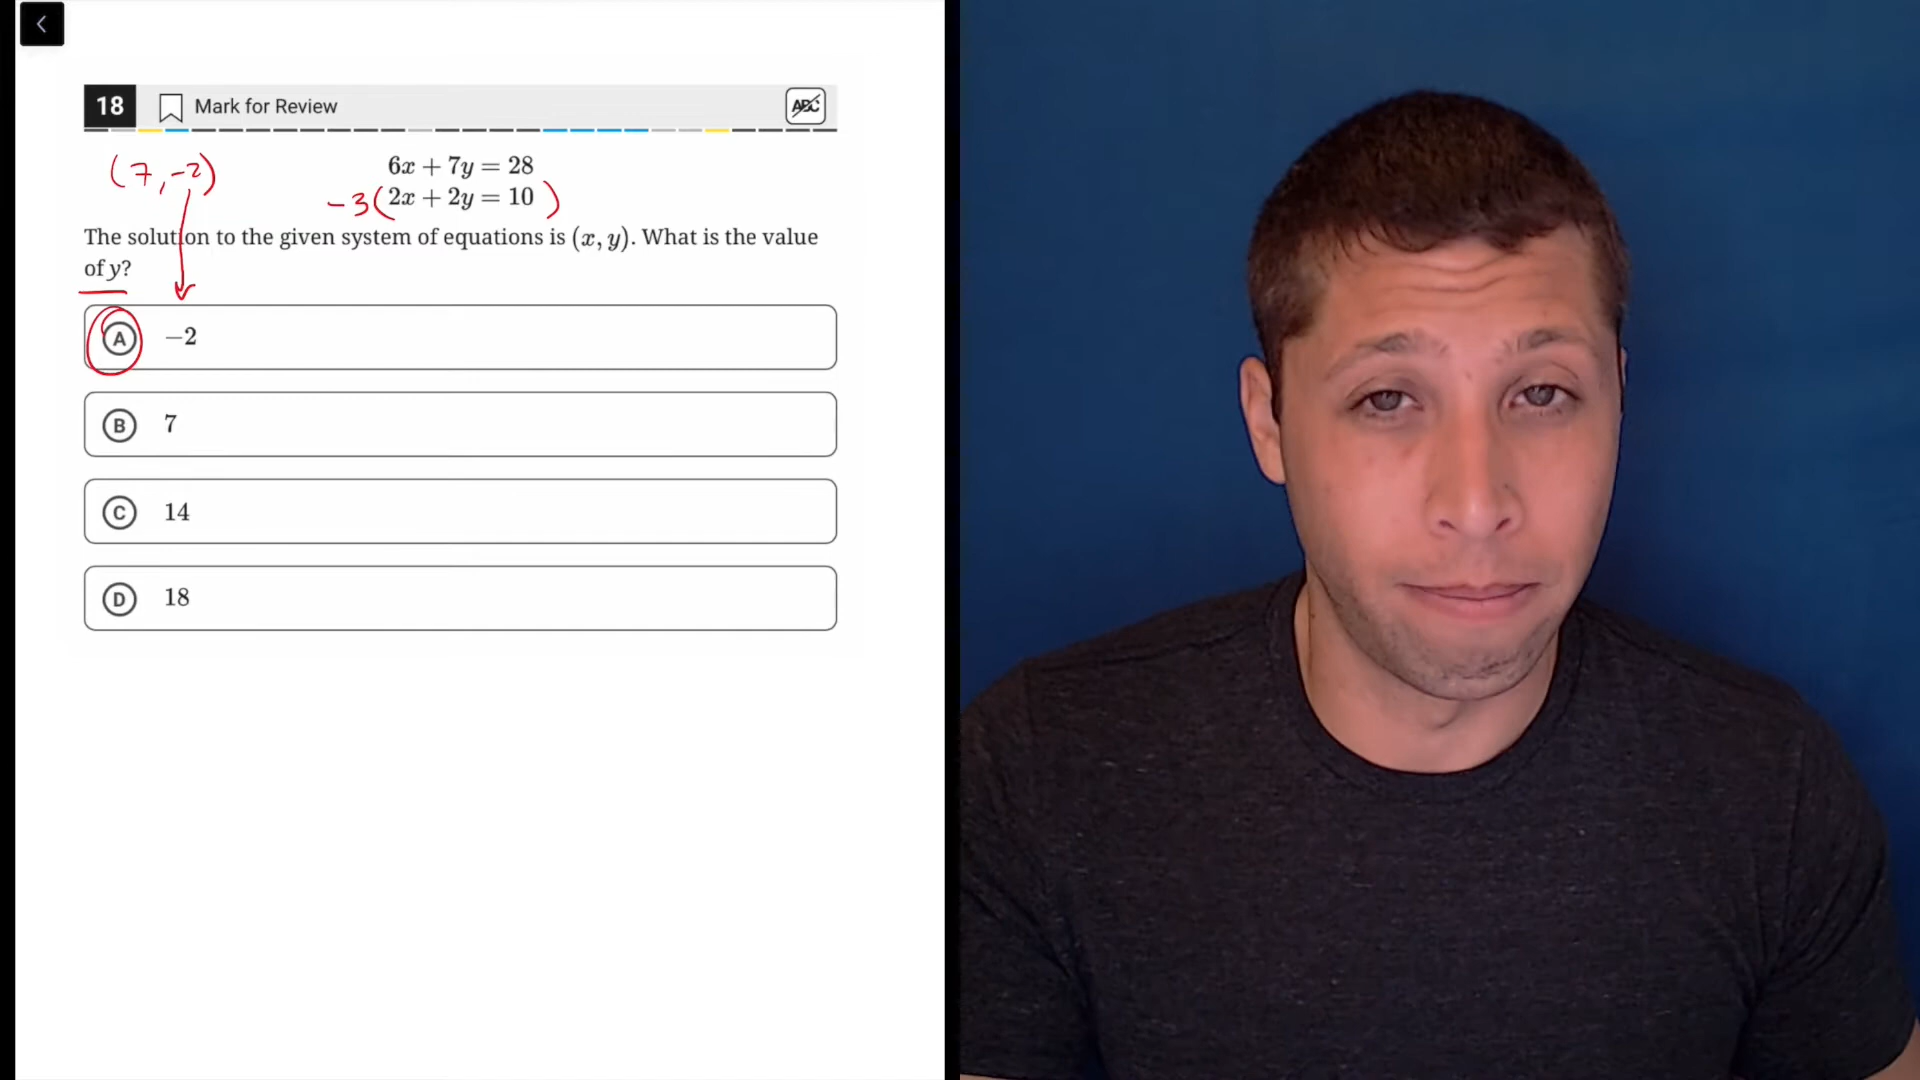 18 Mark for Review ABC
(7,-2)
6x + 7y = 28
-3(2x + 2y = 10)
The solution to the given system of equations is (x, y). What is the value
of y?
A −2
B 7
C 14
D 18